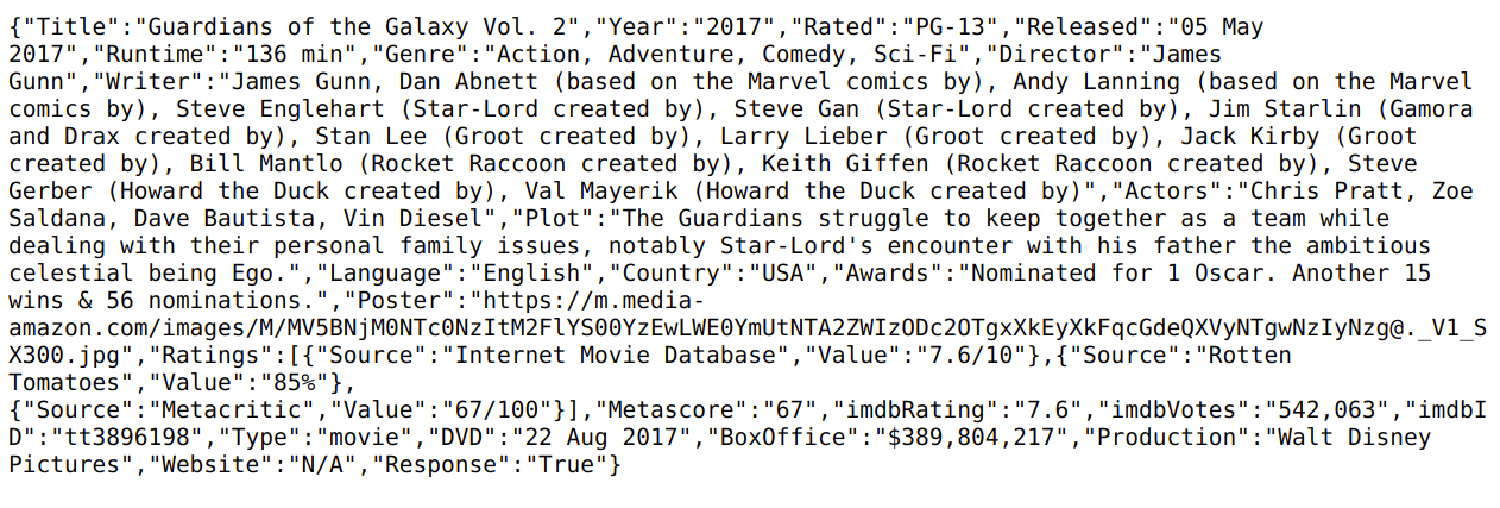 {"Title":"Guardians of the Galaxy Vol. 2","Year":"2017","Rated":"PG-13","Released":"05 May
2017","Runtime":"136 min","Genre":"Action, Adventure, Comedy, Sci-Fi","Director":"James
Gunn","Writer":"James Gunn, Dan Abnett (based on the Marvel comics by), Andy Lanning (based on the Marvel
comics by), Steve Englehart (Star-Lord created by), Steve Gan (Star-Lord created by), Jim Starlin (Gamora
and Drax created by), Stan Lee (Groot created by), Larry Lieber (Groot created by), Jack Kirby (Groot
created by), Bill Mantlo (Rocket Raccoon created by), Keith Giffen (Rocket Raccoon created by), Steve
Gerber (Howard the Duck created by), Val Mayerik (Howard the Duck created by)","Actors":"Chris Pratt, Zoe
Saldana, Dave Bautista, Vin Diesel","Plot":"The Guardians struggle to keep together as a team while
dealing with their personal family issues, notably Star-Lord's encounter with his father the ambitious
celestial being Ego.","Language":"English","Country":"USA","Awards":"Nominated for 1 Oscar. Another 15
wins & 56 nominations.","Poster":"https://m.media-
amazon.com/images/M/MV5BNjM0NTc0NzItM2FlYS00YzEwLWE0YmUtNTA2ZWIzODc2OTgxXkEyXkFqcGdeQXVyNTgwNzIyNzg@._V1_S
X300.jpg","Ratings":[{"Source":"Internet Movie Database","Value":"7.6/10"},{"Source":"Rotten
Tomatoes","Value":"85%"},
{"Source":"Metacritic","Value":"67/100"}],"Metascore":"67","imdbRating":"7.6","imdbVotes":"542,063","imdbI
D":"tt3896198","Type":"movie","DVD":"22 Aug 2017","BoxOffice":"$389,804,217","Production":"Walt Disney
Pictures","Website":"N/A","Response":"True"}